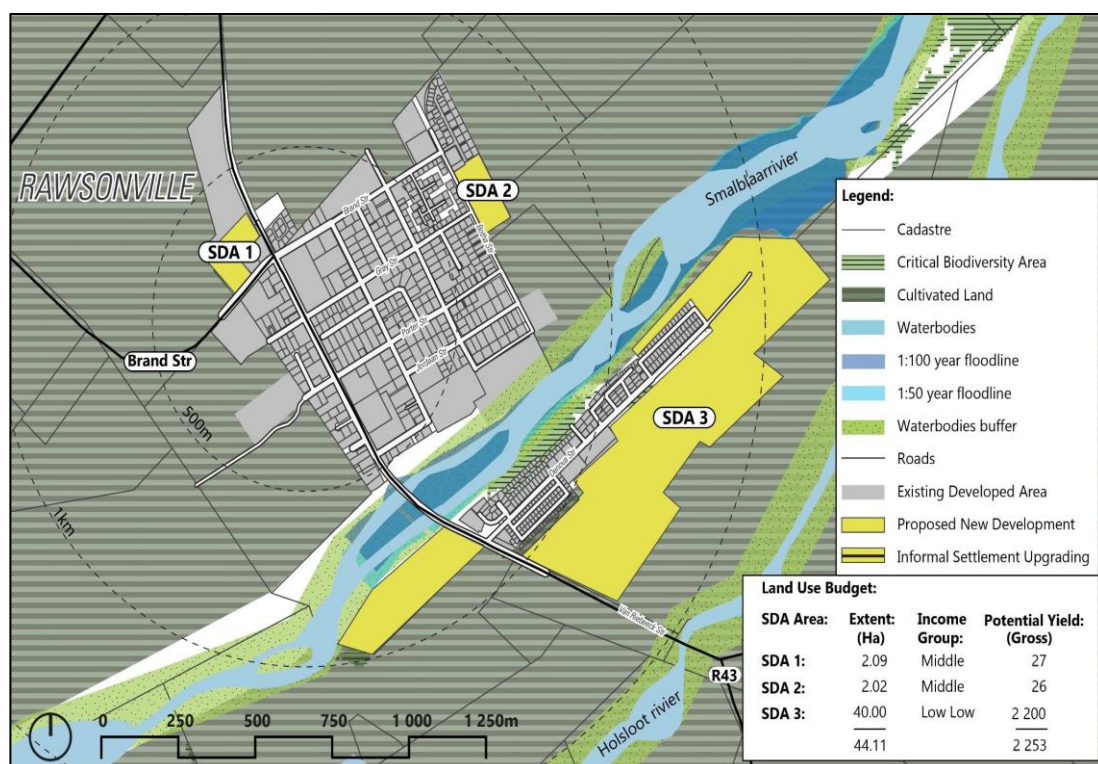 RAWSONVILLE
SDA 1
SDA 2
SDA 3
Brand Str
Brand Str
Gray Str
Porter Str
Jordaan Str
Smalblaarrivier
500m
1km
Van Riebeeck Str
R43
Holsloot rivier
0 250 500 750 1 000 1 250m
Legend:
Cadastre
Critical Biodiversity Area
Cultivated Land
Waterbodies
1:100 year floodline
1:50 year floodline
Waterbodies buffer
Roads
Existing Developed Area
Proposed New Development
Informal Settlement Upgrading
Land Use Budget:
SDA Area: Extent: (Ha) Income Group: Potential Yield: (Gross)
SDA 1: 2.09 Middle 27
SDA 2: 2.02 Middle 26
SDA 3: 40.00 Low Low 2 200
44.11 2 253